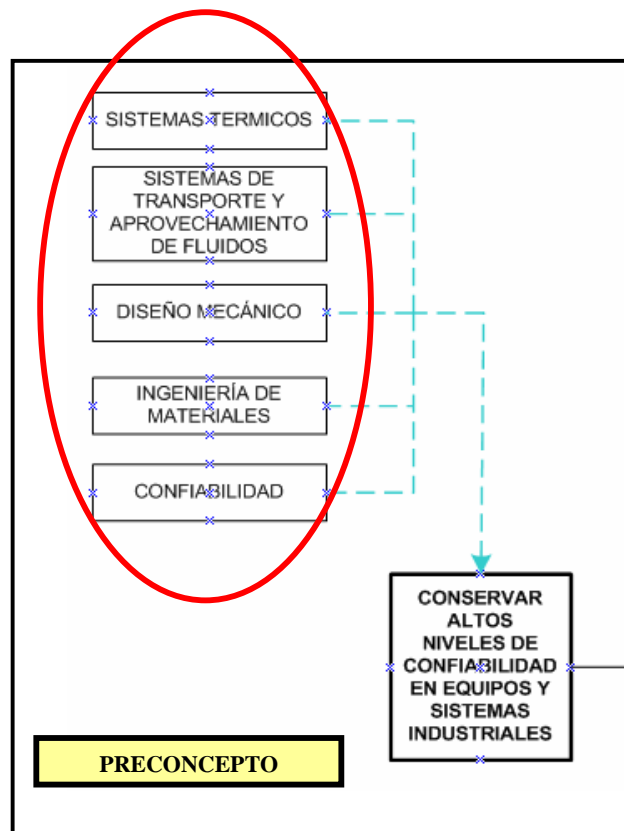 SISTEMAS TERMICOS
SISTEMAS DE
TRANSPORTE Y
APROVECHAMIENTO
DE FLUIDOS
DISEÑO MECÁNICO
INGENIERÍA DE
MATERIALES
CONFIABILIDAD
CONSERVAR
ALTOS
NIVELES DE
CONFIABILIDAD
EN EQUIPOS Y
SISTEMAS
INDUSTRIALES
PRECONCEPTO